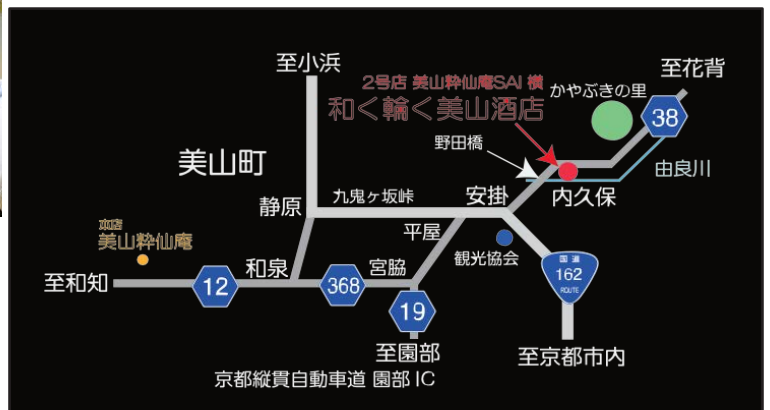 至小浜
2号店 美山粋仙庵SAI 横
和く輪く美山酒店
かやぶきの里
至花背
38
野田橋
由良川
美山町
九鬼ヶ坂峠
安掛
内久保
静原
平屋
観光協会
本店
美山粋仙庵
和泉
宮脇
国道
162
ROUTE
至和知
12
368
19
至園部
至京都市内
京都縦貫自動車道 園部 IC